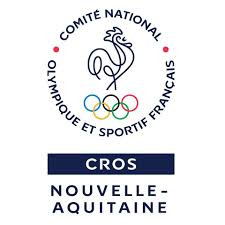 COMITÉ NATIONAL
OLYMPIQUE ET SPORTIF FRANÇAIS
CROS
NOUVELLE-
AQUITAINE